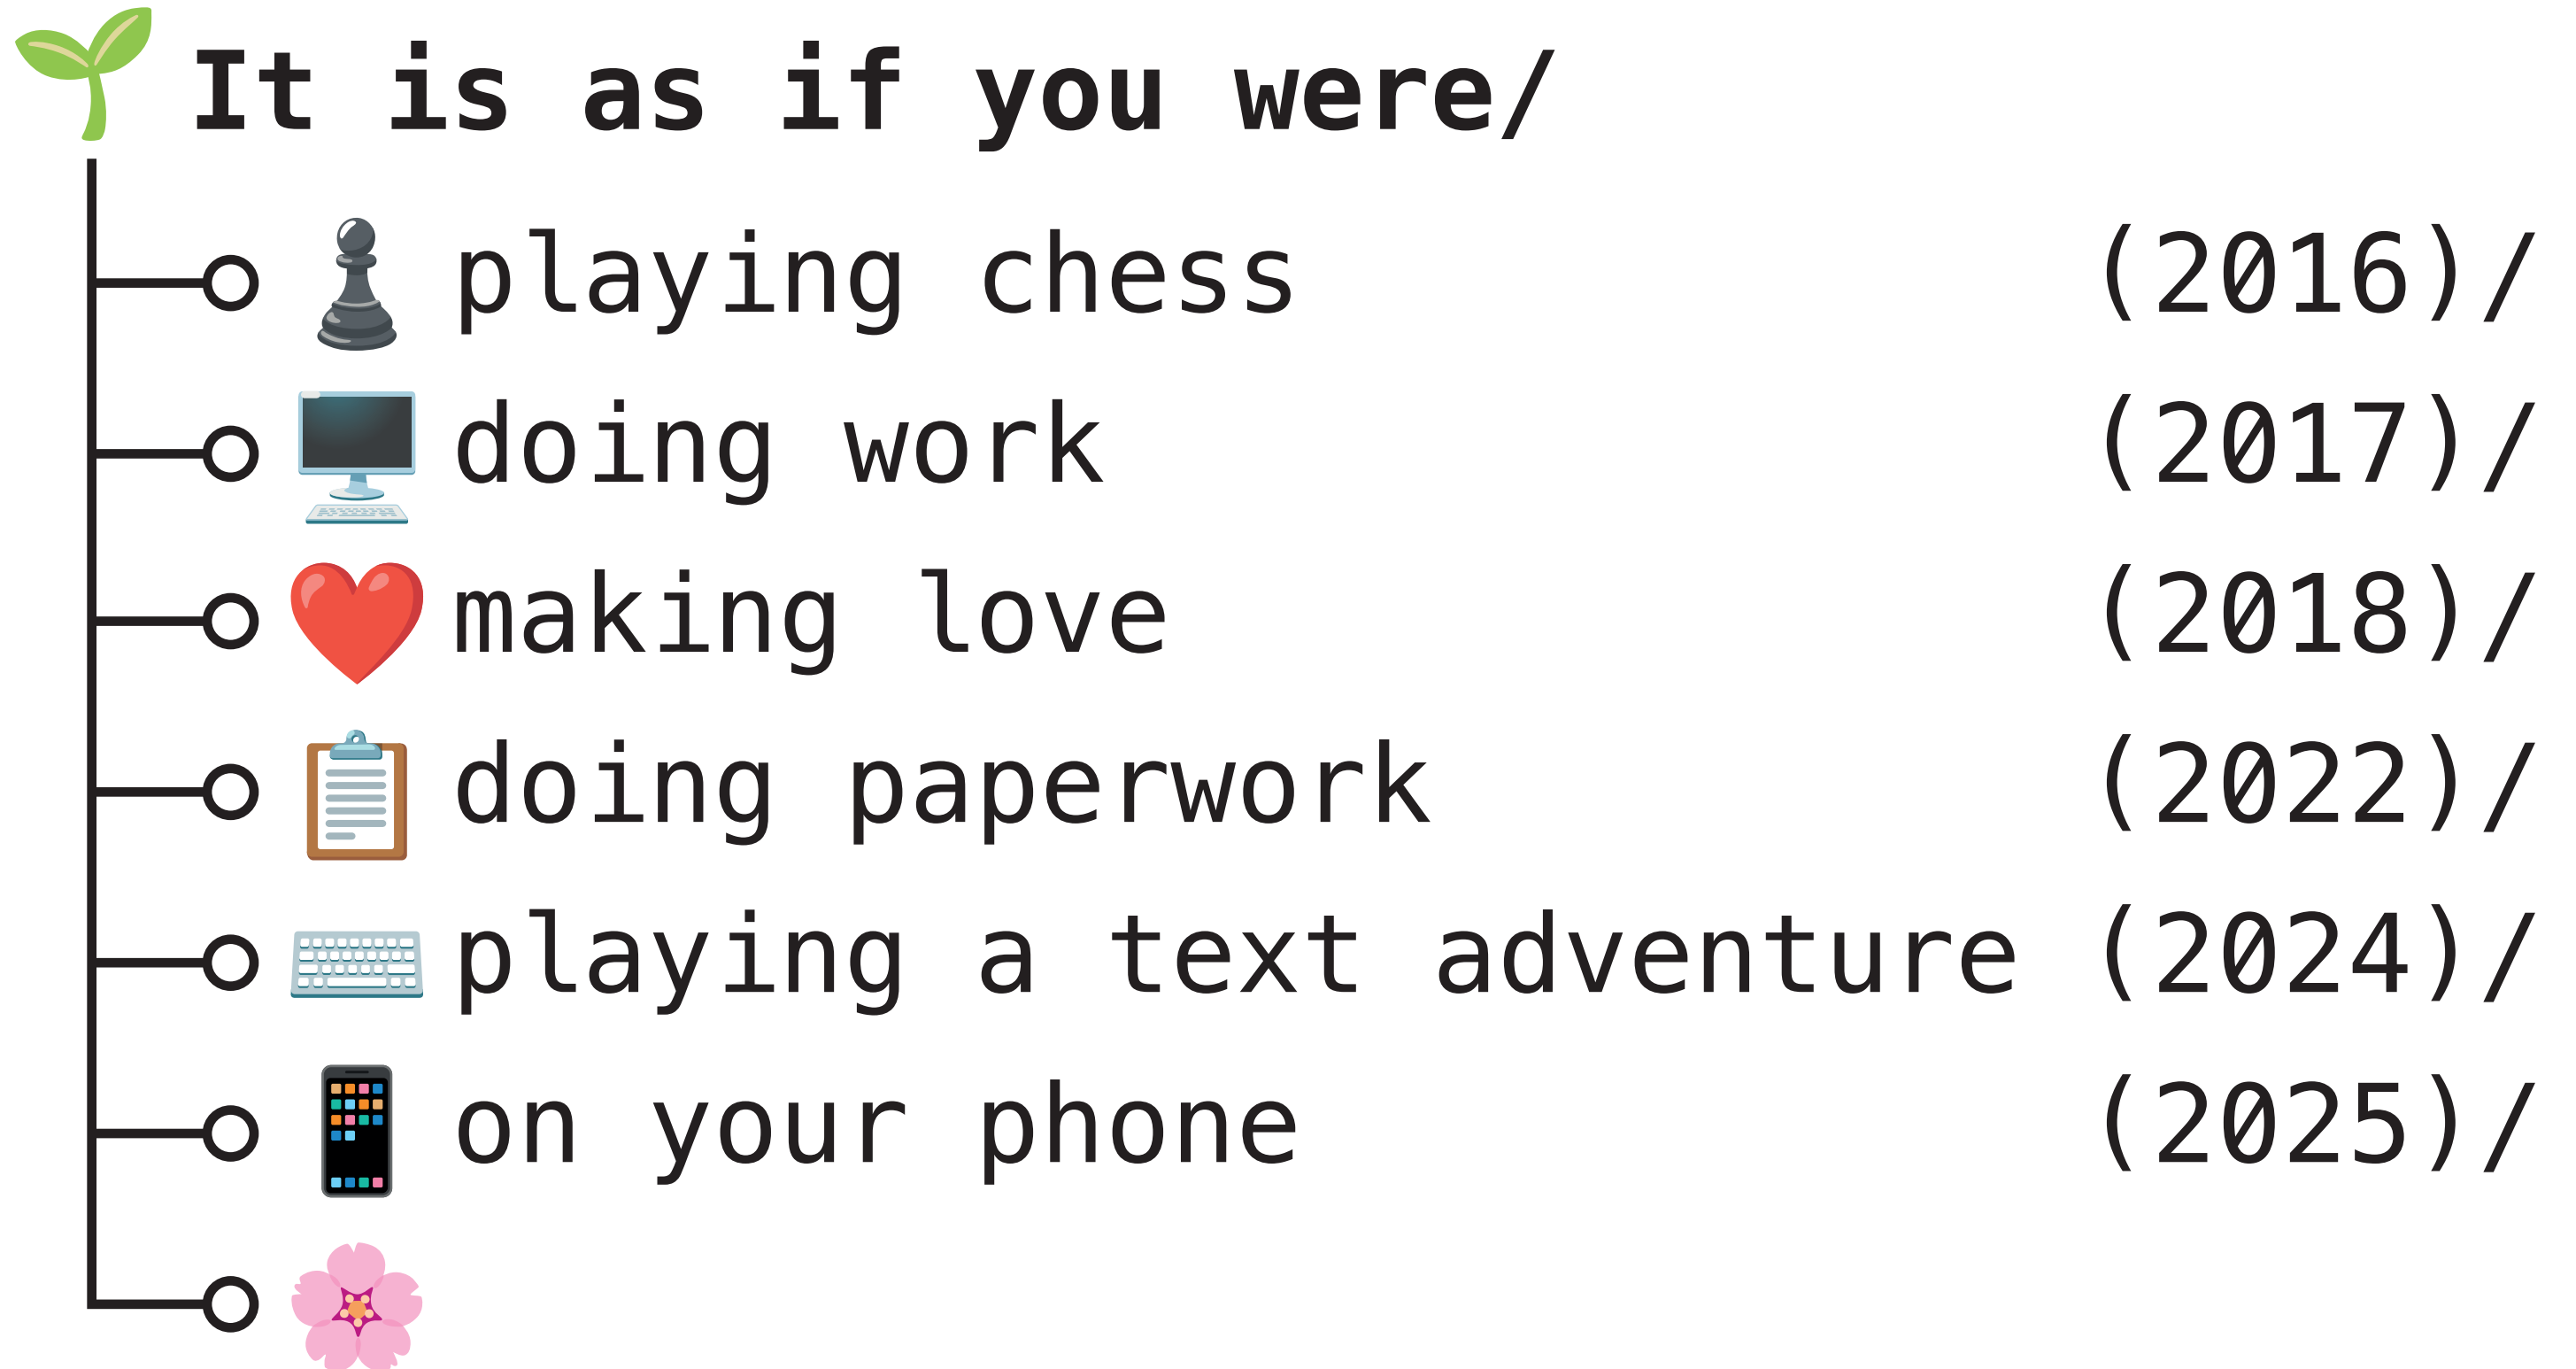 It is as if you were/
playing chess (2016)/
doing work (2017)/
making love (2018)/
doing paperwork (2022)/
playing a text adventure (2024)/
on your phone (2025)/